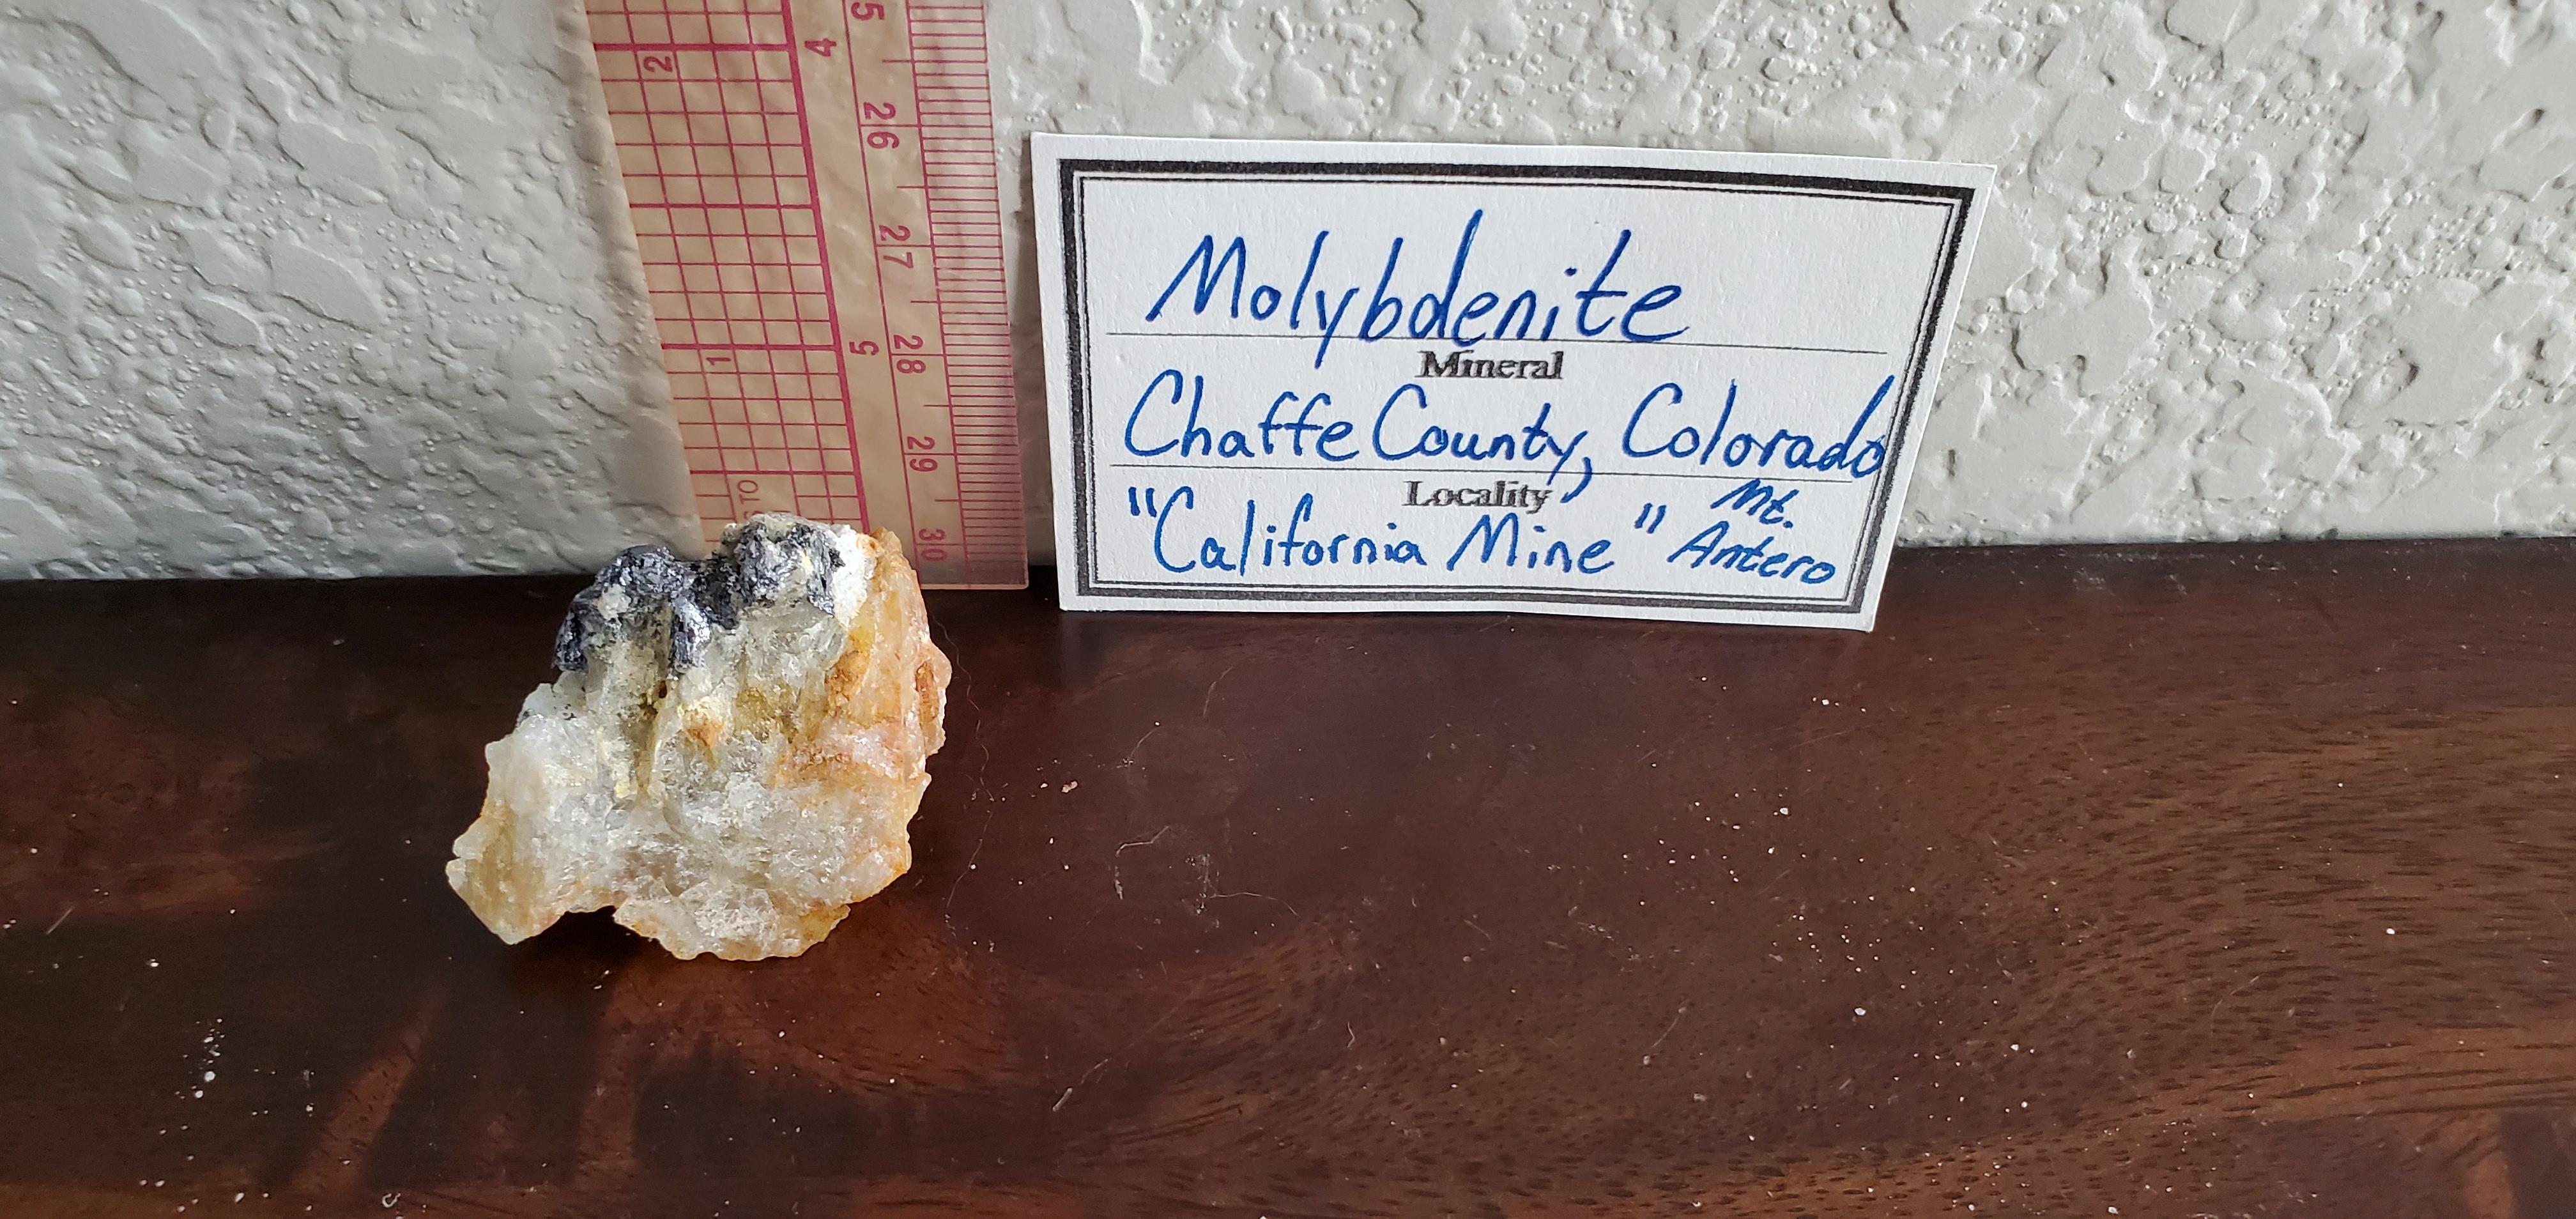 2
4
5
26
27
1
5
28
29
TO
30
Molybdenite
Mineral
Chaffe County, Colorado
Locality
"California Mine" Mt.
Antero